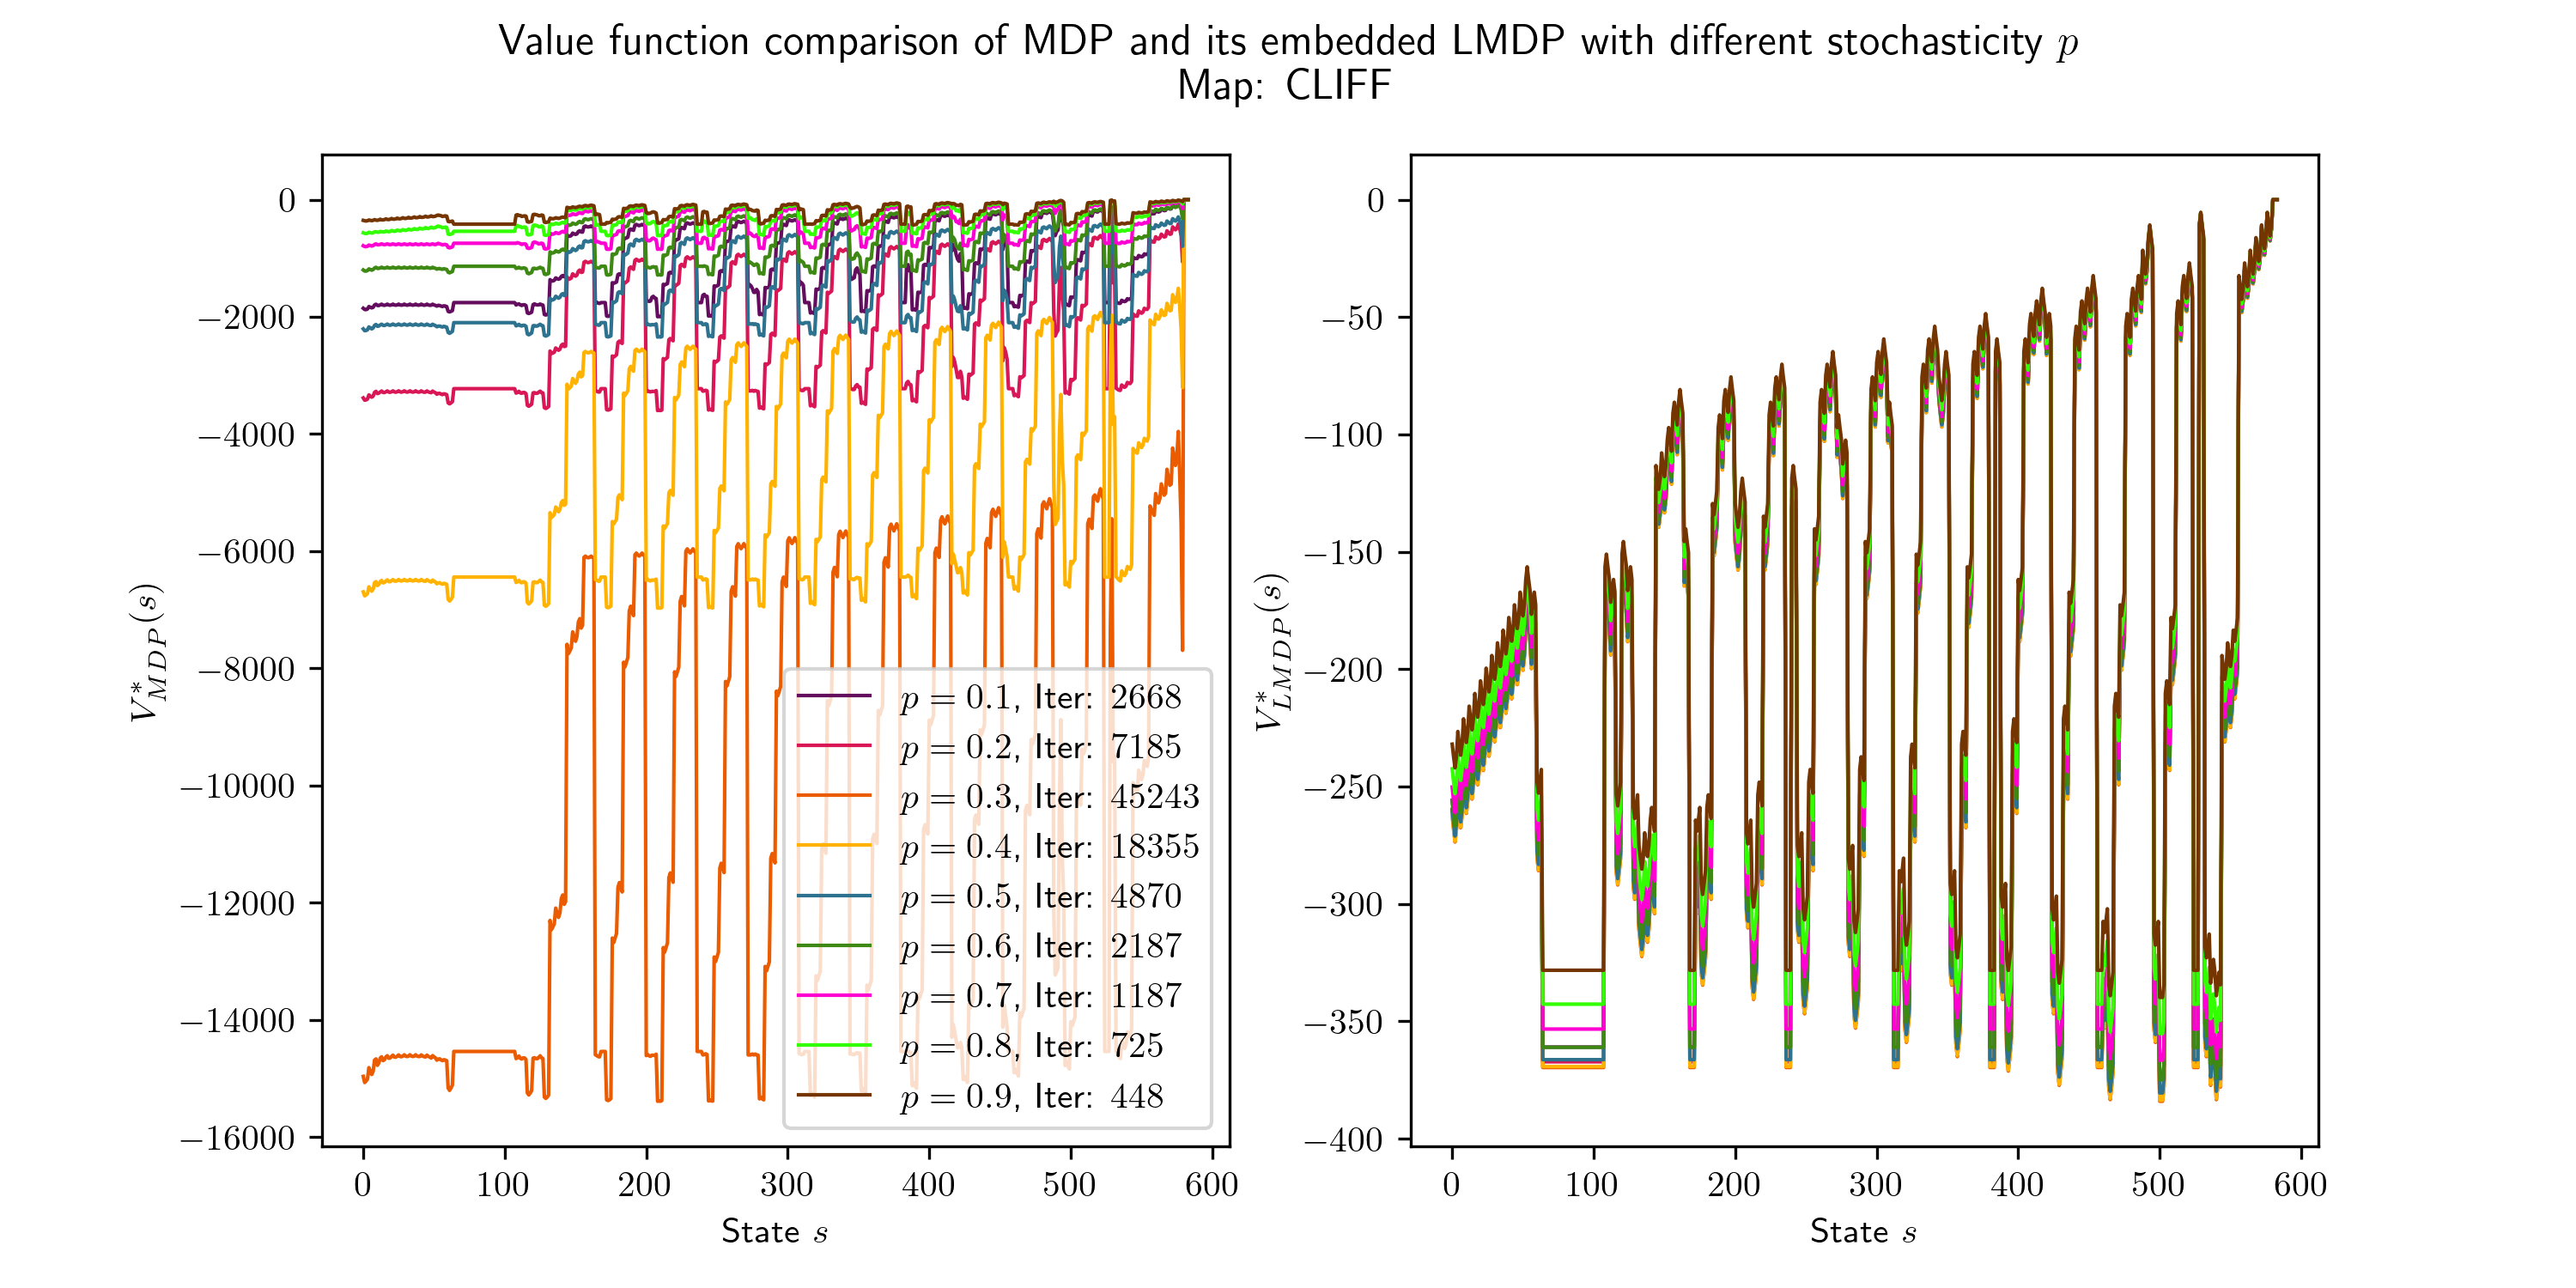 Value function comparison of MDP and its embedded LMDP with different stochasticity p
Map: CLIFF
V*MDP(s)
0
−2000
−4000
−6000
−8000
−10000
−12000
−14000
−16000
0 100 200 300 400 500 600
State s
p = 0.1, Iter: 2668
p = 0.2, Iter: 7185
p = 0.3, Iter: 45243
p = 0.4, Iter: 18355
p = 0.5, Iter: 4870
p = 0.6, Iter: 2187
p = 0.7, Iter: 1187
p = 0.8, Iter: 725
p = 0.9, Iter: 448
V*LMDP(s)
0
−50
−100
−150
−200
−250
−300
−350
−400
0 100 200 300 400 500 600
State s